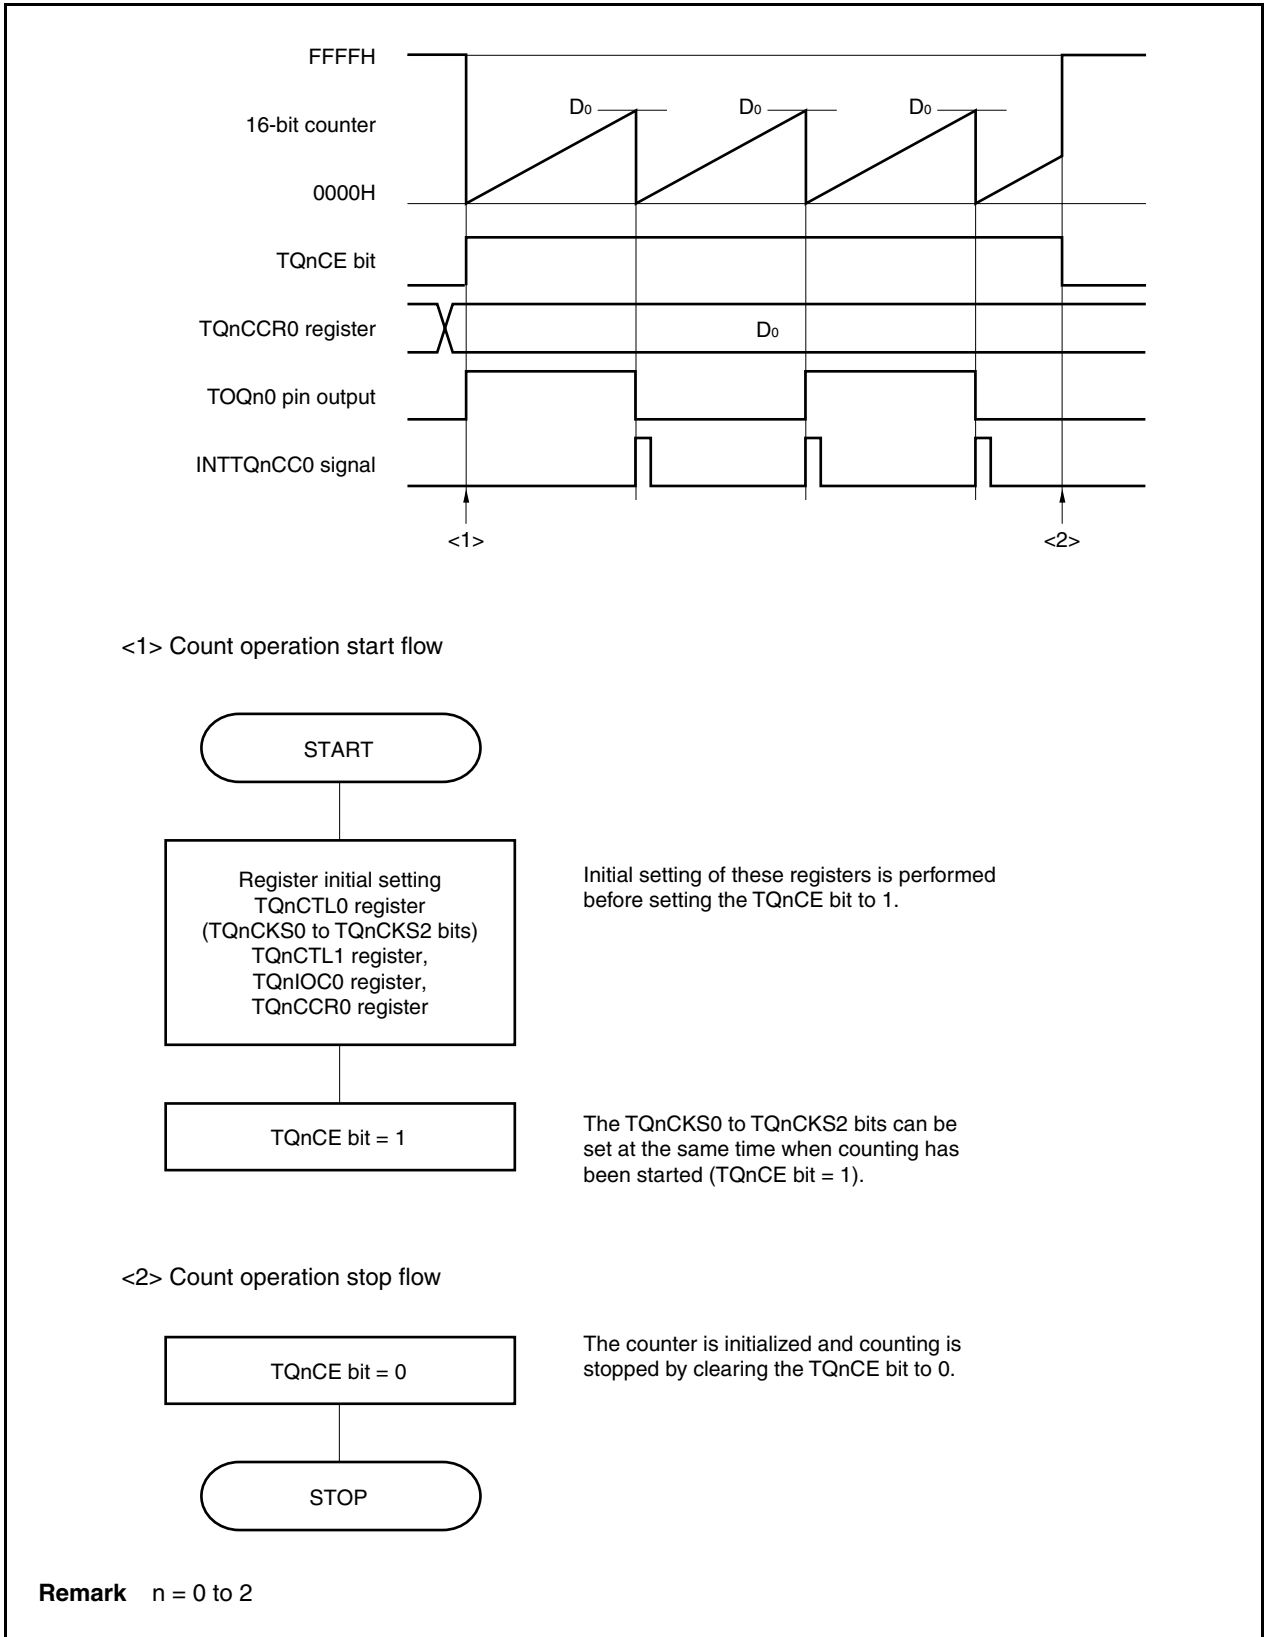 FFFFH
D0 D0 D0
16-bit counter
0000H
TQnCE bit
TQnCCR0 register
D0
TOQn0 pin output
INTTQnCC0 signal
<1> <2>
<1> Count operation start flow
START
Register initial setting
TQnCTL0 register
(TQnCKS0 to TQnCKS2 bits)
TQnCTL1 register,
TQnIOC0 register,
TQnCCR0 register
Initial setting of these registers is performed
before setting the TQnCE bit to 1.
TQnCE bit = 1
The TQnCKS0 to TQnCKS2 bits can be
set at the same time when counting has
been started (TQnCE bit = 1).
<2> Count operation stop flow
TQnCE bit = 0
The counter is initialized and counting is
stopped by clearing the TQnCE bit to 0.
STOP
Remark n = 0 to 2